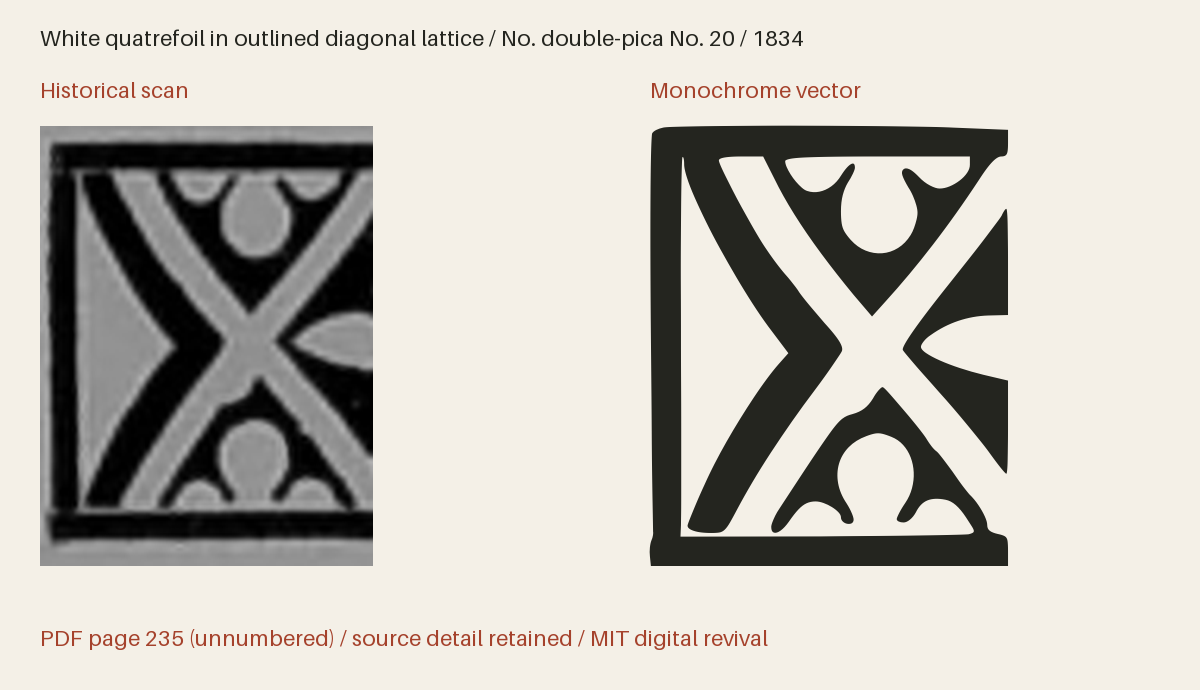 White quatrefoil in outlined diagonal lattice / No. double-pica No. 20 / 1834
Historical scan
Monochrome vector
PDF page 235 (unnumbered) / source detail retained / MIT digital revival